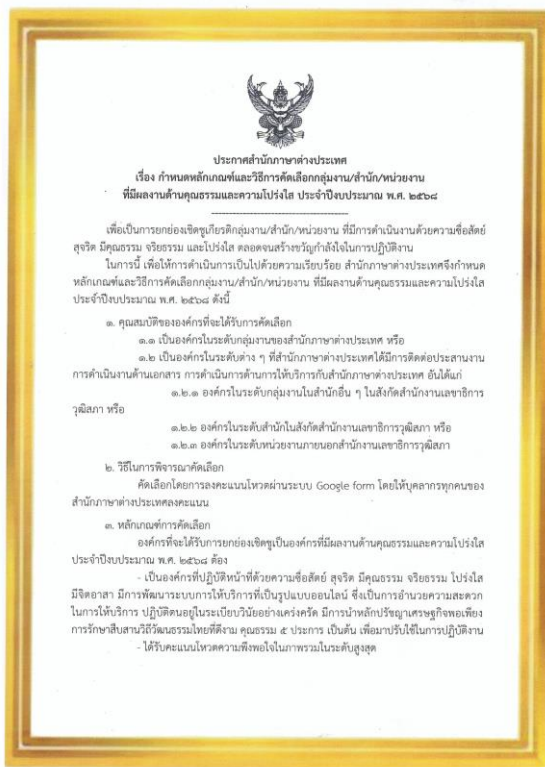 ประกาศสำนักภาษาต่างประเทศ
เรื่อง กำหนดหลักเกณฑ์และวิธีการคัดเลือกกลุ่มงาน/สำนัก/หน่วยงาน
ที่มีผลงานด้านคุณธรรมและความโปร่งใส ประจำปีงบประมาณ พ.ศ. ๒๕๖๘
เพื่อเป็นการยกย่องเชิดชูเกียรติกลุ่มงาน/สำนัก/หน่วยงาน ที่มีการดำเนินงานด้วยความซื่อสัตย์
สุจริต มีคุณธรรม จริยธรรม และโปร่งใส ตลอดจนสร้างขวัญกำลังใจในการปฏิบัติงาน
ในการนี้ เพื่อให้การดำเนินการเป็นไปด้วยความเรียบร้อย สำนักภาษาต่างประเทศจึงกำหนด
หลักเกณฑ์และวิธีการคัดเลือกกลุ่มงาน/สำนัก/หน่วยงาน ที่มีผลงานด้านคุณธรรมและความโปร่งใส
ประจำปีงบประมาณ พ.ศ. ๒๕๖๘ ดังนี้
๑. คุณสมบัติขององค์กรที่จะได้รับการคัดเลือก
๑.๑ เป็นองค์กรในระดับกลุ่มงานของสำนักภาษาต่างประเทศ หรือ
๑.๒ เป็นองค์กรในระดับต่าง ๆ ที่สำนักภาษาต่างประเทศได้มีการติดต่อประสานงาน
การดำเนินงานด้านเอกสาร การดำเนินการด้านการให้บริการกับสำนักภาษาต่างประเทศ อันได้แก่
๑.๒.๑ องค์กรในระดับกลุ่มงานในสำนักอื่น ๆ ในสังกัดสำนักงานเลขาธิการ
วุฒิสภา หรือ
๑.๒.๒ องค์กรในระดับสำนักในสังกัดสำนักงานเลขาธิการวุฒิสภา หรือ
๑.๒.๓ องค์กรในระดับหน่วยงานภายนอกสำนักงานเลขาธิการวุฒิสภา
๒. วิธีในการพิจารณาคัดเลือก
คัดเลือกโดยการลงคะแนนโหวตผ่านระบบ Google form โดยให้บุคลากรทุกคนของ
สำนักภาษาต่างประเทศลงคะแนน
๓. หลักเกณฑ์การคัดเลือก
องค์กรที่จะได้รับการยกย่องเชิดชูเป็นองค์กรที่มีผลงานด้านคุณธรรมและความโปร่งใส
ประจำปีงบประมาณ พ.ศ. ๒๕๖๘ ต้อง
- เป็นองค์กรที่ปฏิบัติหน้าที่ด้วยความซื่อสัตย์ สุจริต มีคุณธรรม จริยธรรม โปร่งใส
มีจิตอาสา มีการพัฒนาระบบการให้บริการที่เป็นรูปแบบออนไลน์ ซึ่งเป็นการอำนวยความสะดวก
ในการให้บริการ ปฏิบัติตนอยู่ในระเบียบวินัยอย่างเคร่งครัด มีการนำหลักปรัชญาเศรษฐกิจพอเพียง
การรักษาสืบสานวิถีวัฒนธรรมไทยที่ดีงาม คุณธรรม ๕ ประการ เป็นต้น เพื่อมาปรับใช้ในการปฏิบัติงาน
- ได้รับคะแนนโหวตความพึงพอใจในภาพรวมในระดับสูงสุด